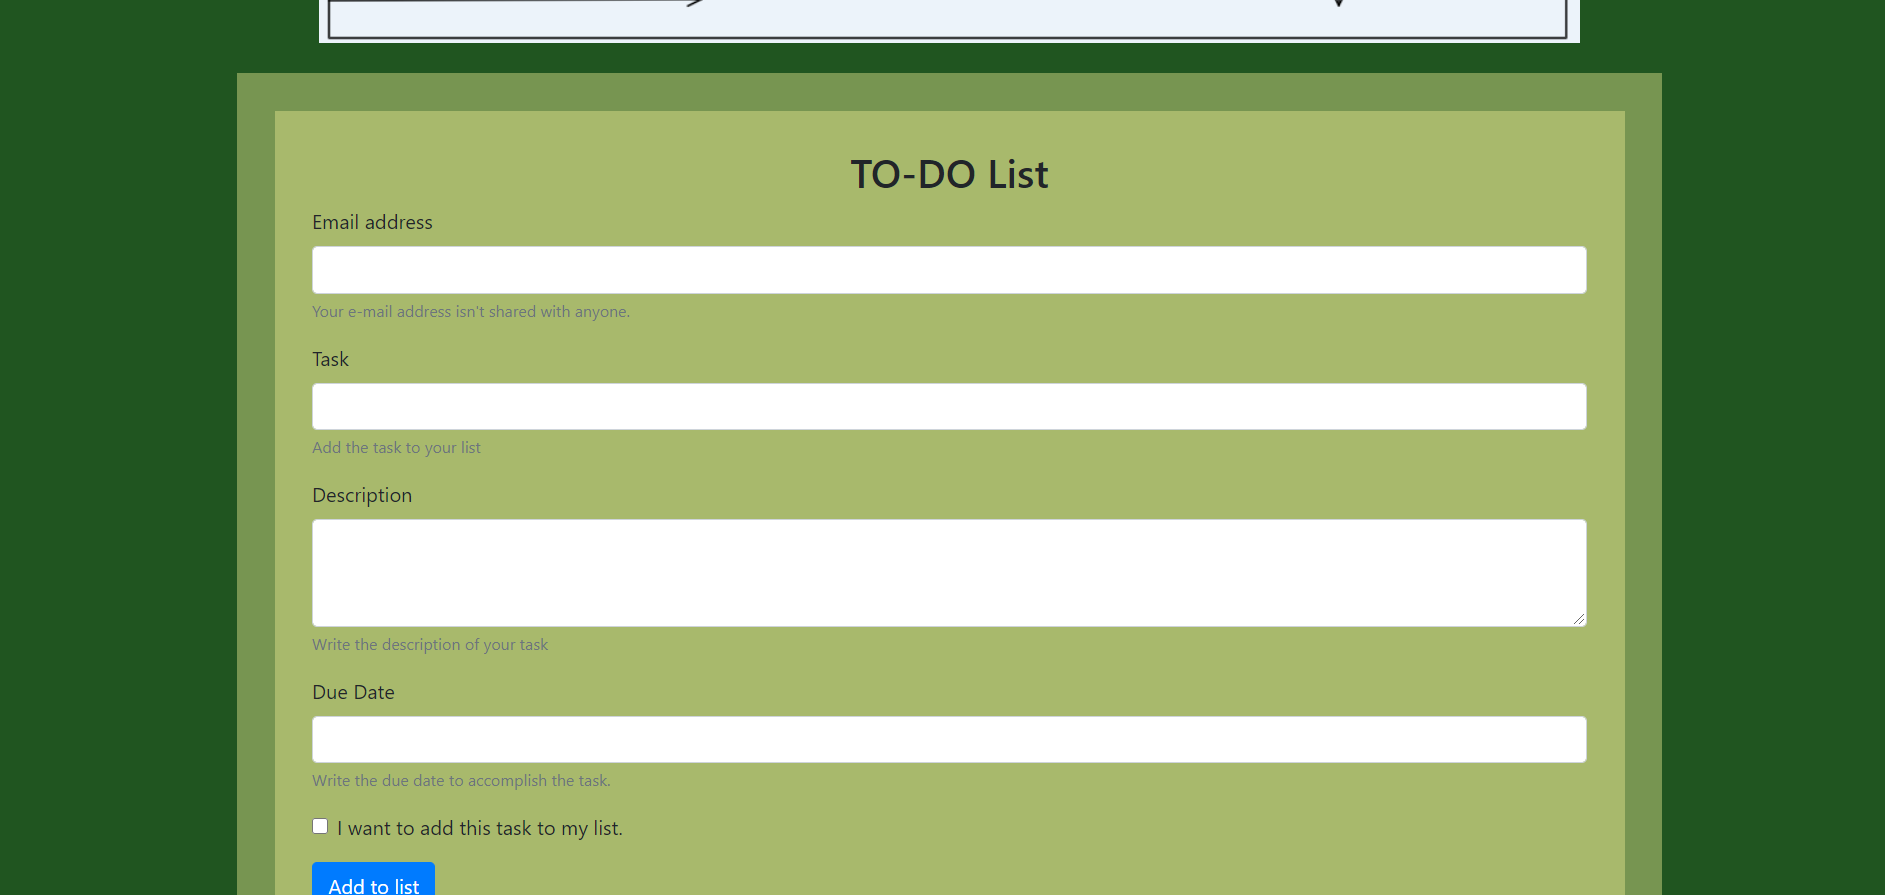 TO-DO List
Email address
Your e-mail address isn't shared with anyone.
Task
Add the task to your list
Description
Write the description of your task
Due Date
Write the due date to accomplish the task.
I want to add this task to my list.
Add to list